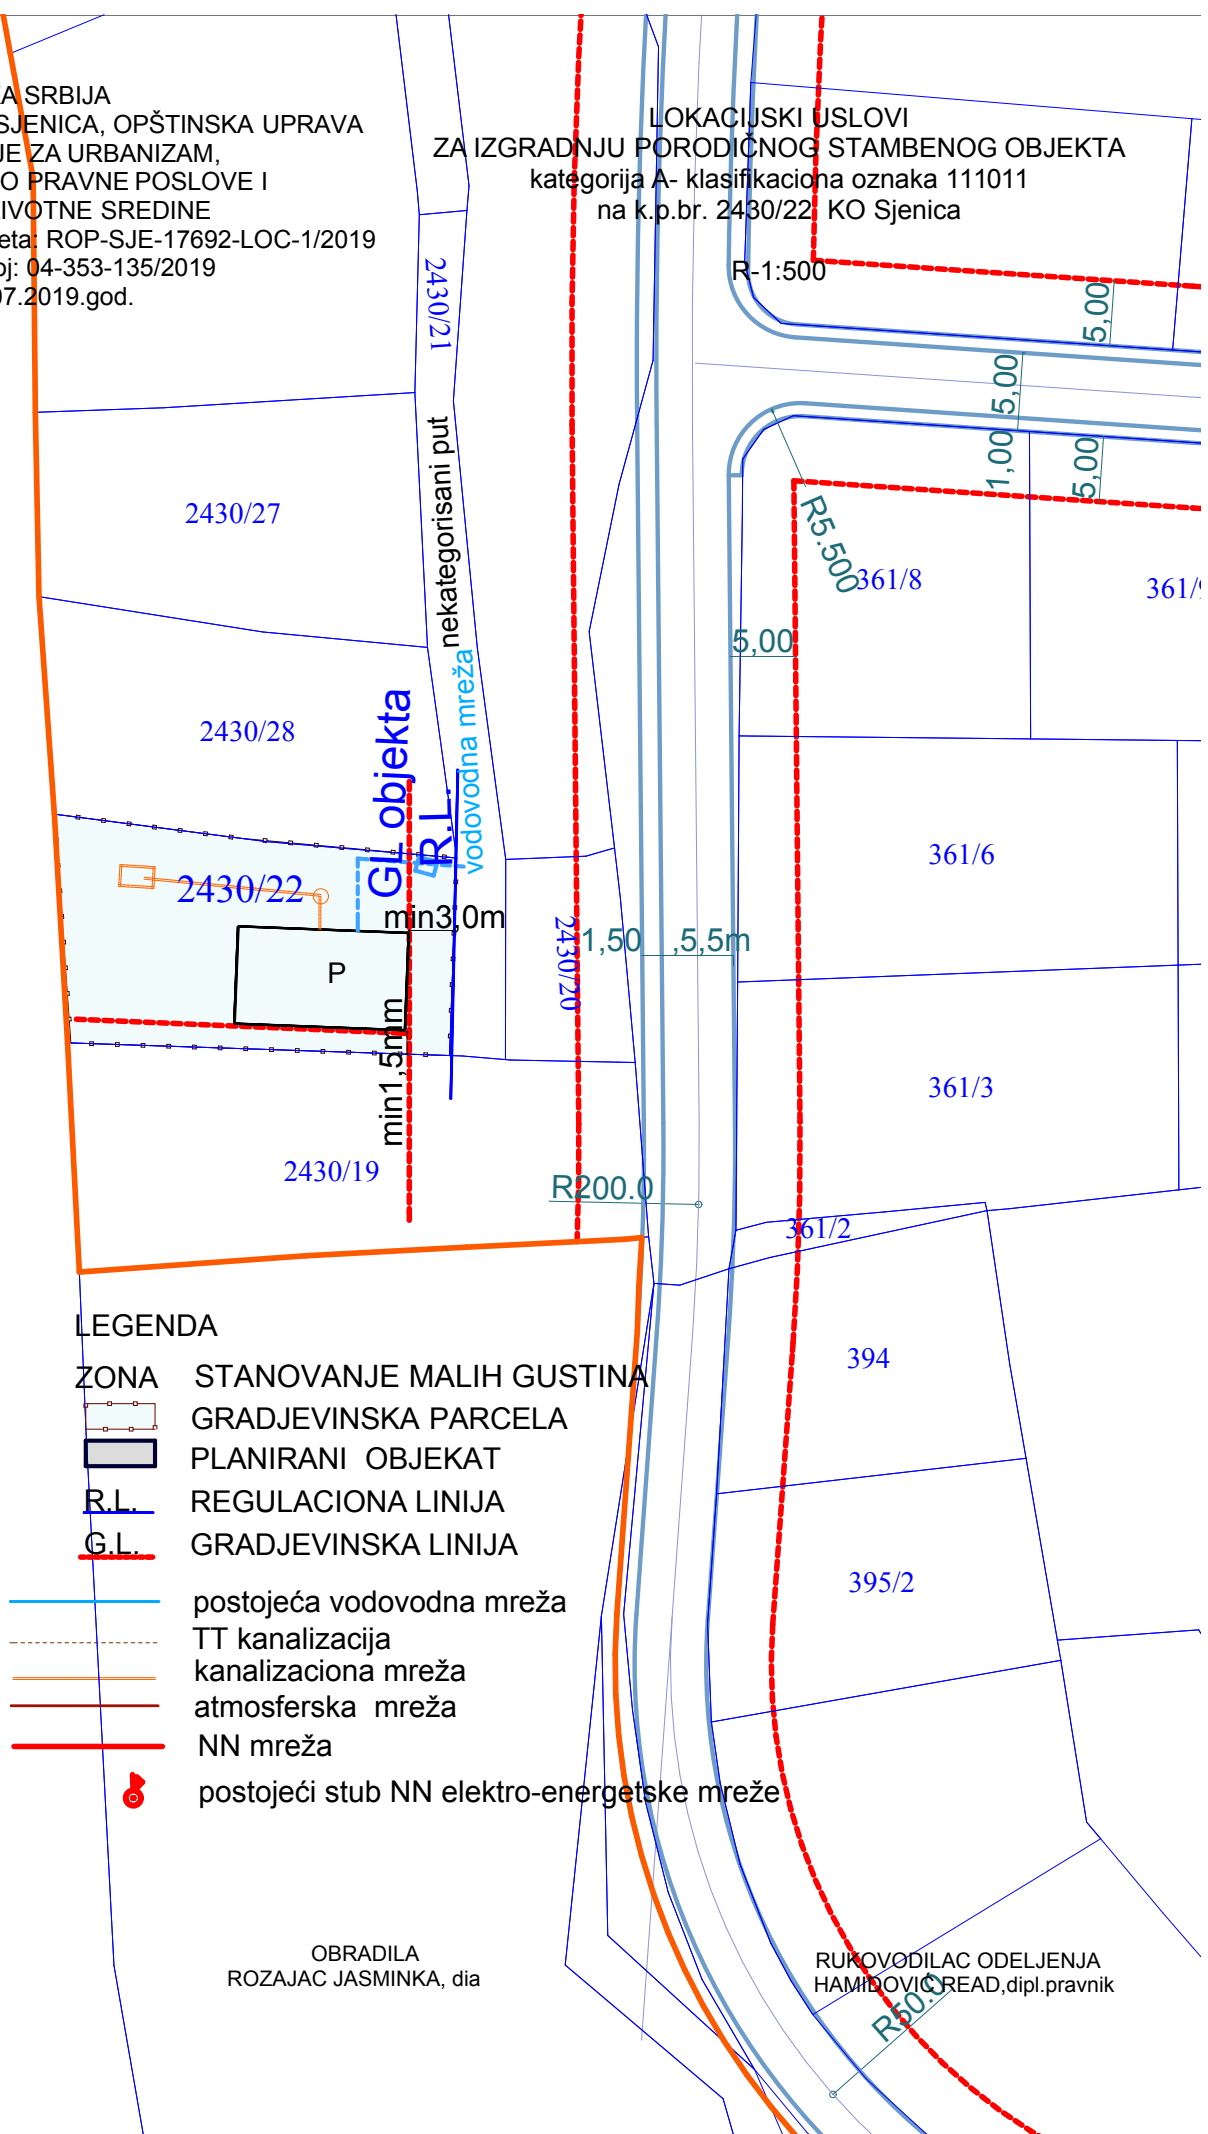 A SRBIJA
SJENICA, OPŠTINSKA UPRAVA
JE ZA URBANIZAM,
O PRAVNE POSLOVE I
IVOTNE SREDINE
eta: ROP-SJE-17692-LOC-1/2019
oj: 04-353-135/2019
07.2019.god.
LOKACIJSKI USLOVI
ZA IZGRADNJU PORODIČNOG STAMBENOG OBJEKTA
kategorija A- klasifikaciona oznaka 111011
na k.p.br. 2430/22 KO Sjenica
R-1:500
2430/21
5,00
5,00
1,00
5,00
R5.500
nekategorisani put
2430/27
361/8
361/9
5,00
2430/28
GL objekta
R.L.
vodovodna mreža
361/6
2430/22
min3,0m
2430/20
1,50
,5,5m
P
min1,5mm
361/3
2430/19
R200.0
361/2
LEGENDA
ZONA STANOVANJE MALIH GUSTINA
GRADJEVINSKA PARCELA
PLANIRANI OBJEKAT
R.L. REGULACIONA LINIJA
G.L. GRADJEVINSKA LINIJA
postojeća vodovodna mreža
TT kanalizacija
kanalizaciona mreža
atmosferska mreža
NN mreža
postojeći stub NN elektro-energetske mreže
394
395/2
OBRADILA
ROZAJAC JASMINKA, dia
RUKOVODILAC ODELJENJA
HAMIDOVIC READ,dipl.pravnik
R50.0